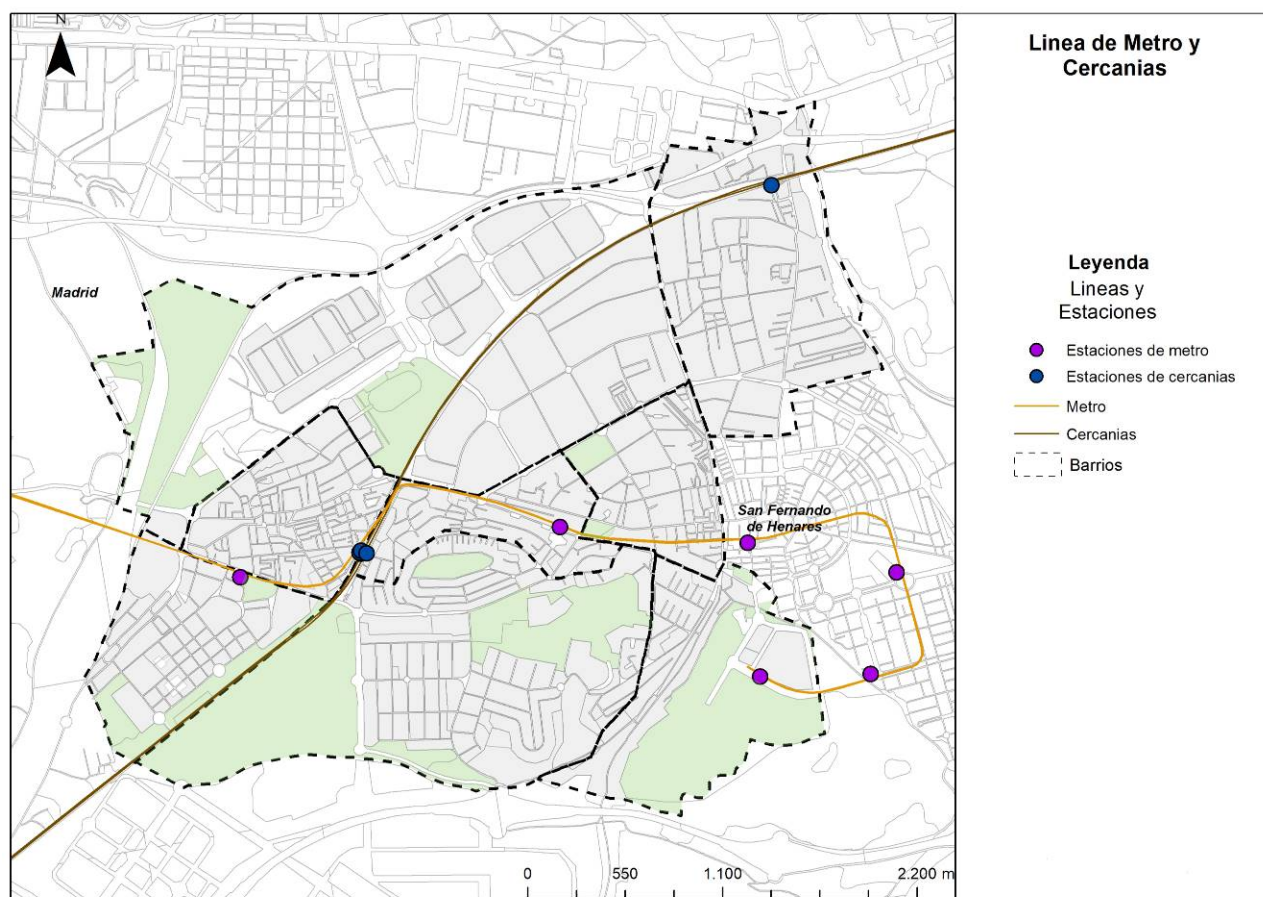 N
Linea de Metro y
Cercanias
Madrid
Leyenda
Lineas y
Estaciones
Estaciones de metro
Estaciones de cercanias
Metro
Cercanias
Barrios
San Fernando
de Henares
0 550 1.100 2.200 m